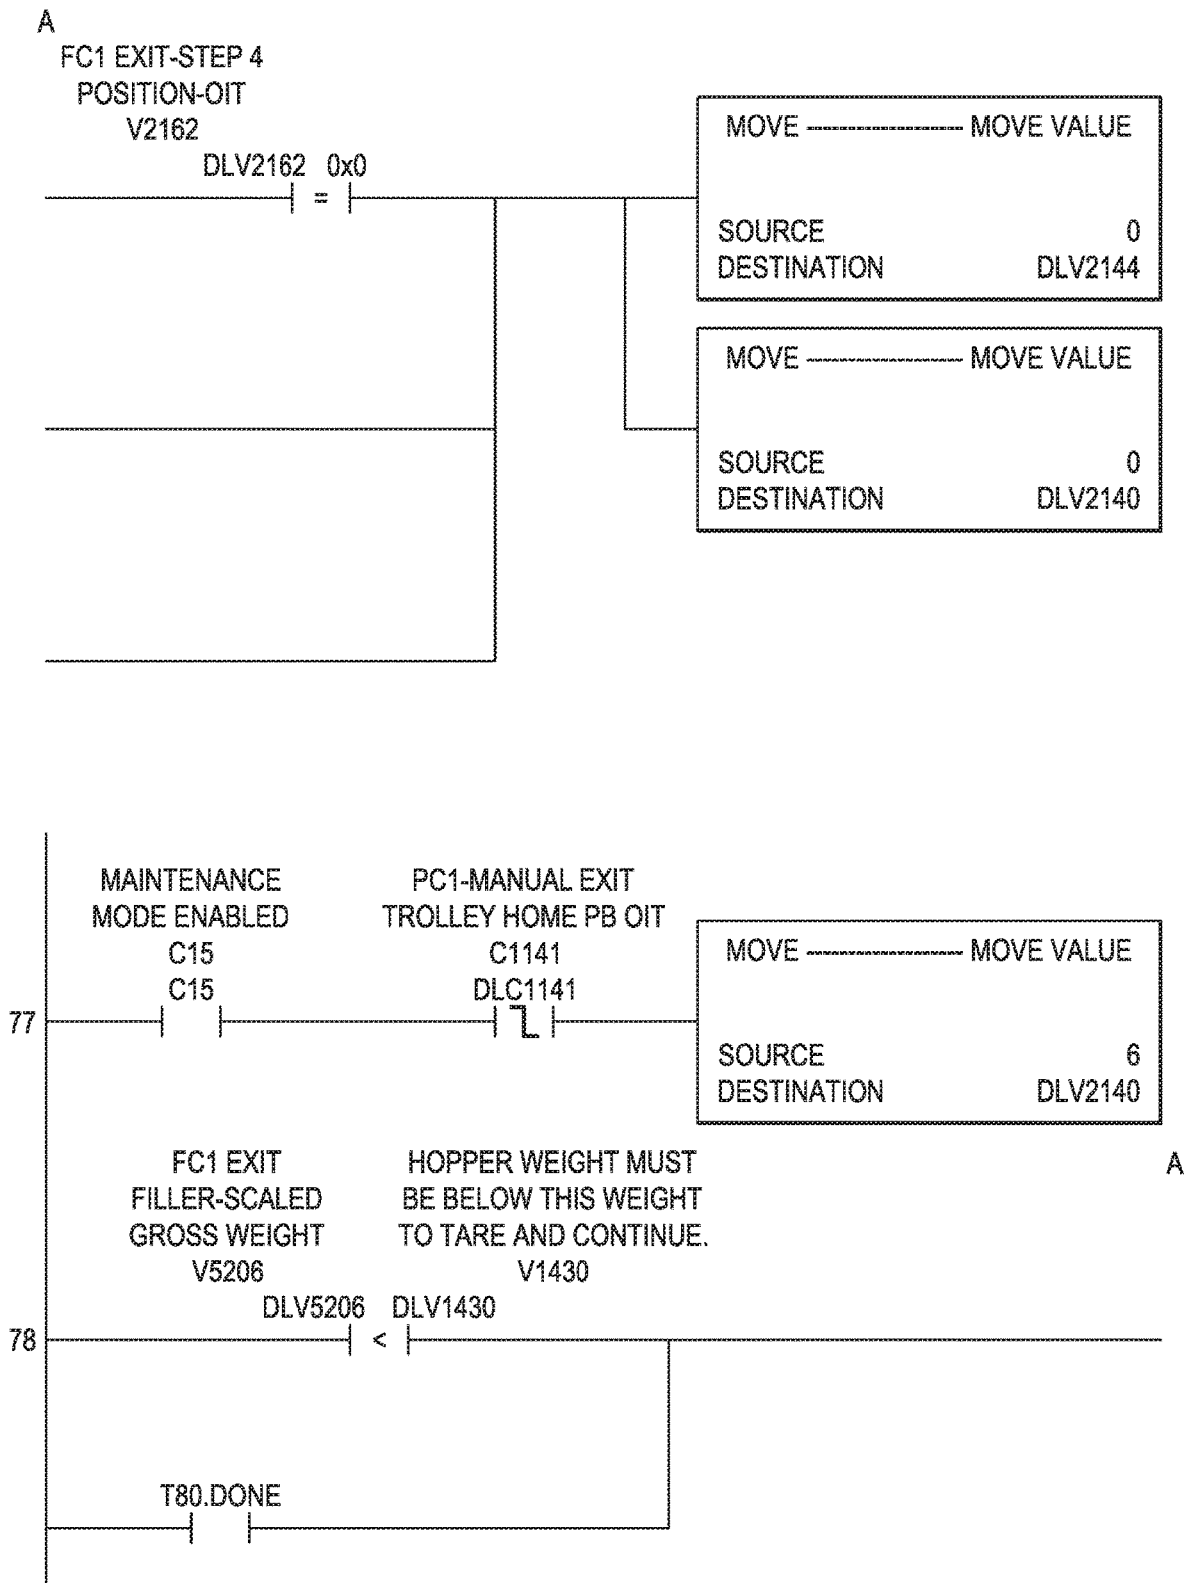 A
FC1 EXIT-STEP 4
POSITION-OIT
V2162
DLV2162 0x0
=
MOVE MOVE VALUE
SOURCE 0
DESTINATION DLV2144
MOVE MOVE VALUE
SOURCE 0
DESTINATION DLV2140
MAINTENANCE
MODE ENABLED
C15
C15
PC1-MANUAL EXIT
TROLLEY HOME PB OIT
C1141
DLC1141
77
MOVE MOVE VALUE
SOURCE 6
DESTINATION DLV2140
FC1 EXIT
FILLER-SCALED
GROSS WEIGHT
V5206
HOPPER WEIGHT MUST
BE BELOW THIS WEIGHT
TO TARE AND CONTINUE.
V1430
A
DLV5206 DLV1430
78
<
T80.DONE